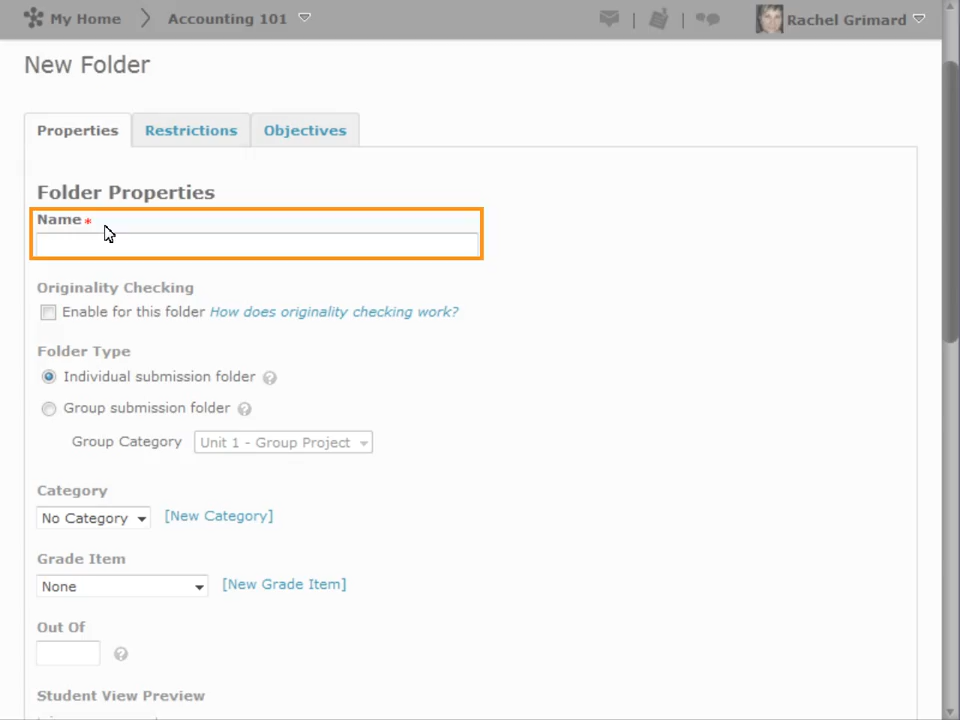 My Home Accounting 101 Rachel Grimard
New Folder
Properties Restrictions Objectives
Folder Properties
Name *
Originality Checking
Enable for this folder How does originality checking work?
Folder Type
Individual submission folder ?
Group submission folder ?
Group Category Unit 1 - Group Project
Category
No Category [New Category]
Grade Item
None [New Grade Item]
Out Of
?
Student View Preview